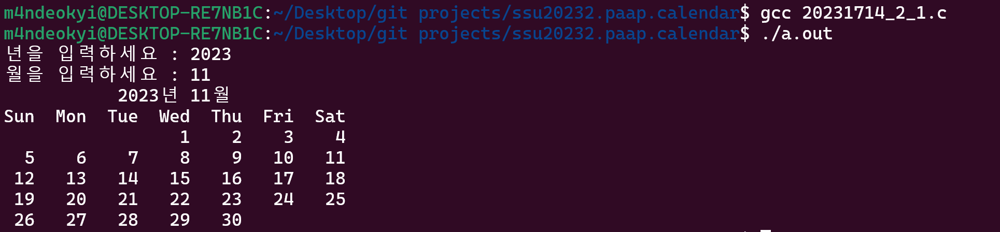 m4ndeokyi@DESKTOP-RE7NB1C:~/Desktop/git projects/ssu20232.paap.calendar$ gcc 20231714_2_1.c
m4ndeokyi@DESKTOP-RE7NB1C:~/Desktop/git projects/ssu20232.paap.calendar$ ./a.out
년을 입력하세요 : 2023
월을 입력하세요 : 11
2023년 11월
Sun Mon Tue Wed Thu Fri Sat
1 2 3 4
5 6 7 8 9 10 11
12 13 14 15 16 17 18
19 20 21 22 23 24 25
26 27 28 29 30